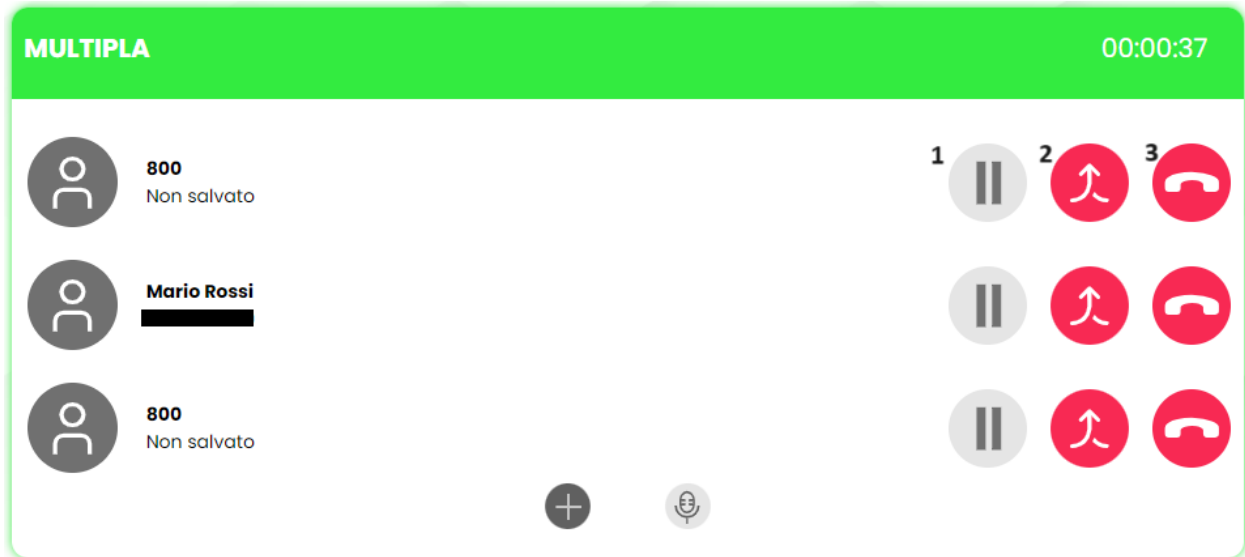 MULTIPLA 00:00:37
800 1 2 3
Non salvato
Mario Rossi
800
Non salvato